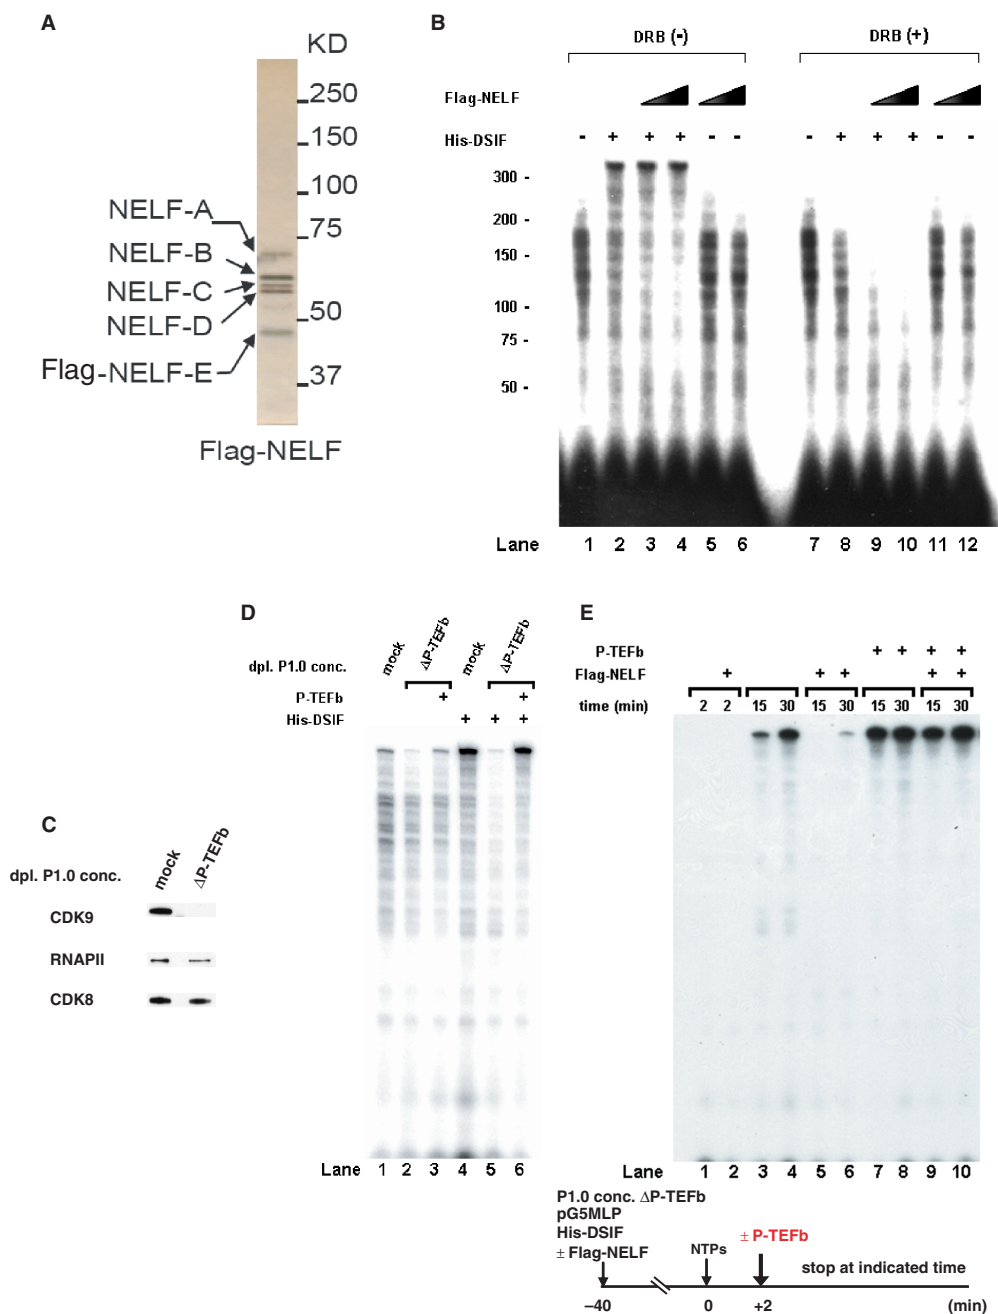 A
KD
250
150
100
75
50
37
NELF-A
NELF-B
NELF-C
NELF-D
Flag-NELF-E
Flag-NELF
B
DRB (-) DRB (+)
Flag-NELF
His-DSIF - + + + - - - + + + - -
300 -
200 -
150 -
100 -
75 -
50 -
Lane 1 2 3 4 5 6 7 8 9 10 11 12
C
dpl. P1.0 conc. mock ΔP-TEFb
CDK9
RNAPII
CDK8
D
dpl. P1.0 conc. mock ΔP-TEFb mock ΔP-TEFb
P-TEFb + +
His-DSIF + + +
Lane 1 2 3 4 5 6
E
P-TEFb + + + +
Flag-NELF + + + + +
time (min) 2 2 15 30 15 30 15 30 15 30
Lane 1 2 3 4 5 6 7 8 9 10
P1.0 conc. ΔP-TEFb
pG5MLP
His-DSIF
± Flag-NELF
NTPs
± P-TEFb
stop at indicated time
–40 0 +2 (min)